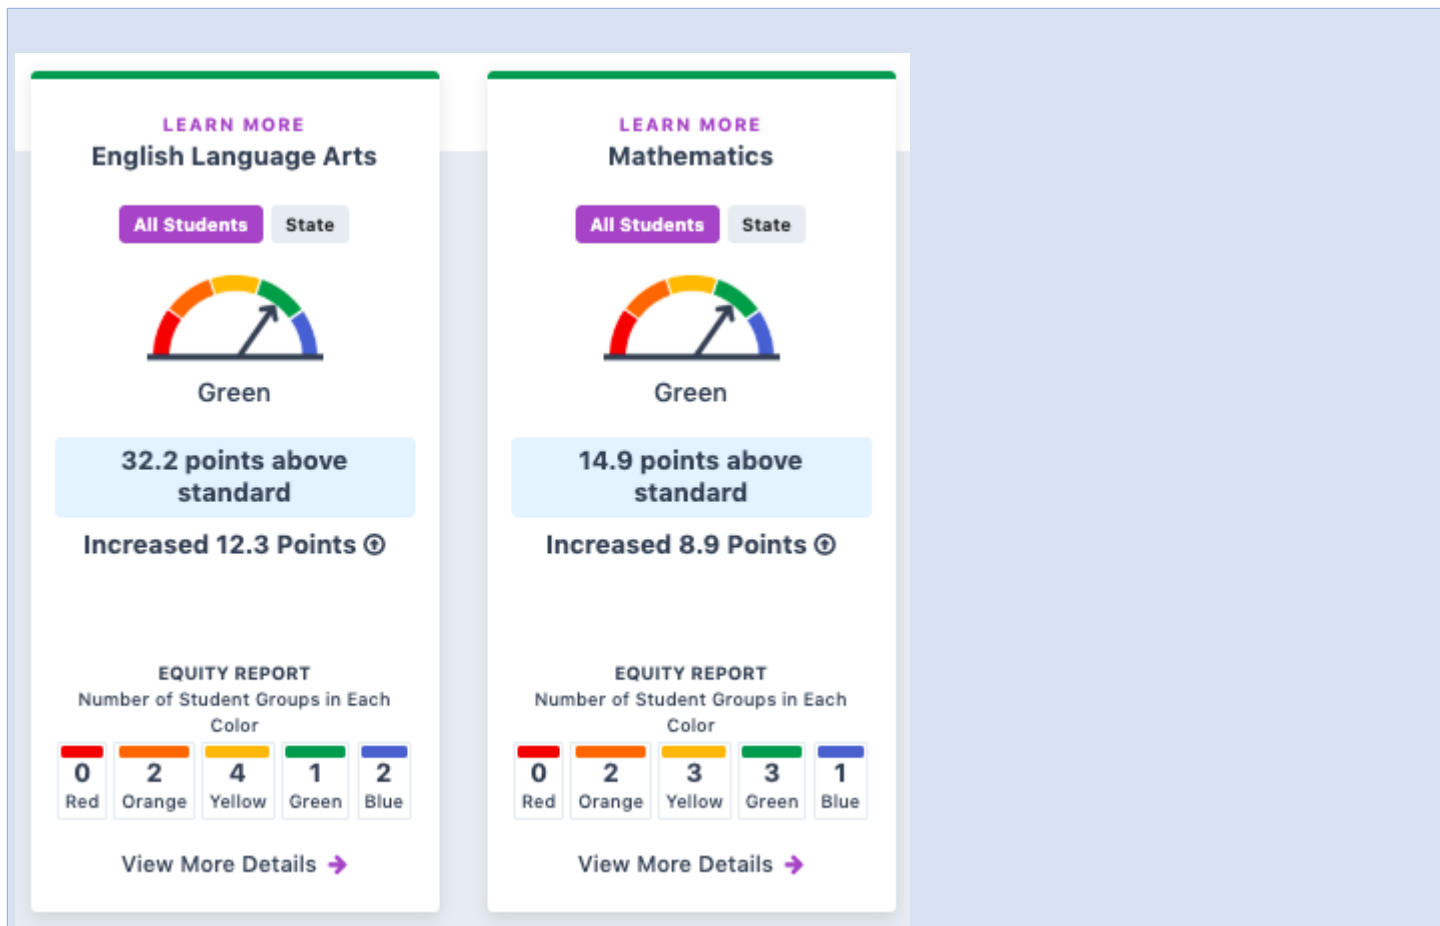 LEARN MORE
English Language Arts
All Students State
Green
32.2 points above
standard
Increased 12.3 Points
EQUITY REPORT
Number of Student Groups in Each
Color
0 2 4 1 2
Red Orange Yellow Green Blue
View More Details
LEARN MORE
Mathematics
All Students State
Green
14.9 points above
standard
Increased 8.9 Points
EQUITY REPORT
Number of Student Groups in Each
Color
0 2 3 3 1
Red Orange Yellow Green Blue
View More Details